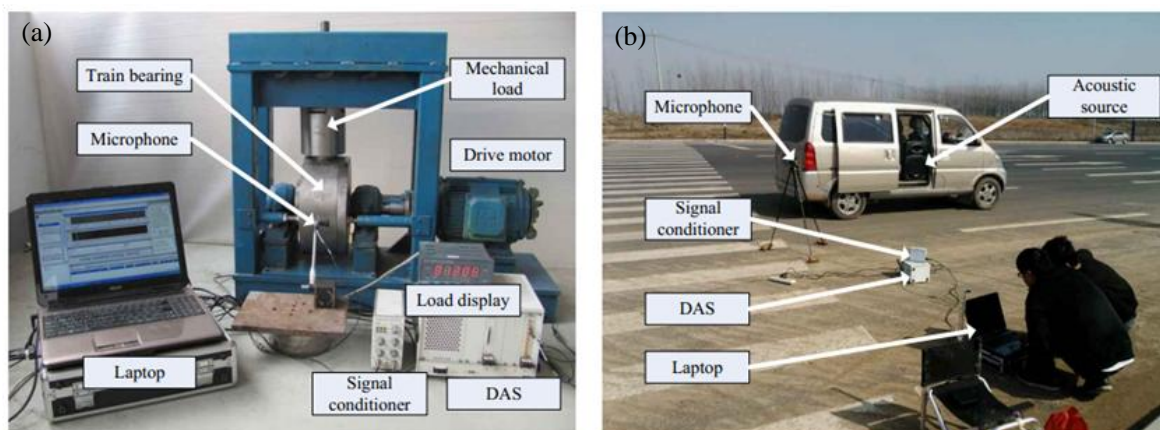 (a)
Train bearing
Microphone
Mechanical
load
Drive motor
Load display
Laptop
Signal
conditioner
DAS
(b)
Microphone
Acoustic
source
Signal
conditioner
DAS
Laptop